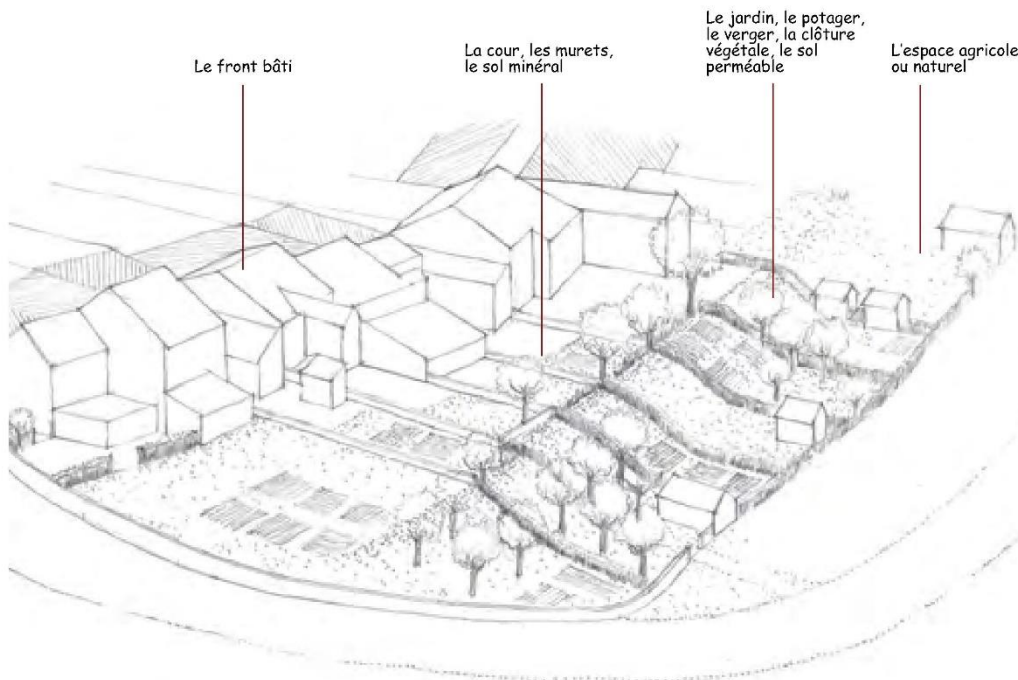 Le front bâti
La cour, les murets,
le sol minéral
Le jardin, le potager,
le verger, la clôture
végétale, le sol
perméable
L'espace agricole
ou naturel